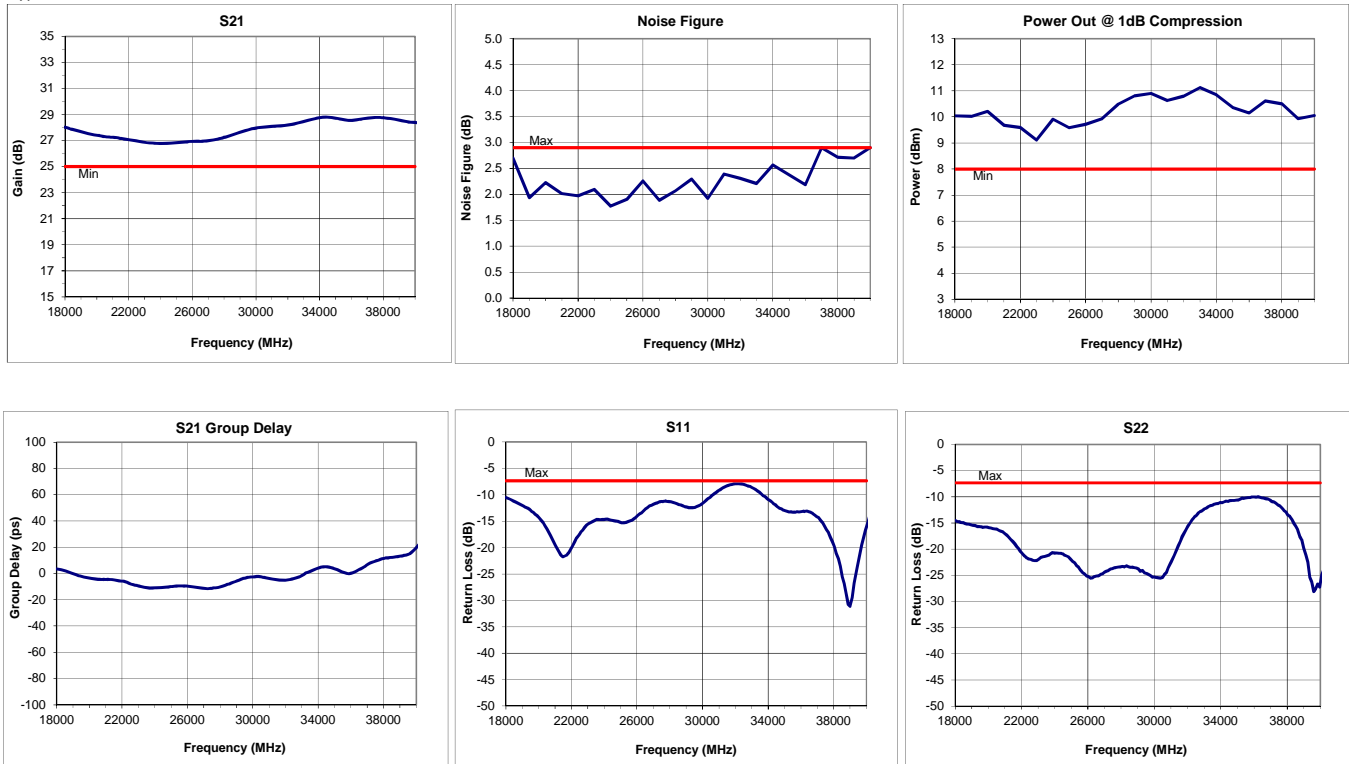 S21
Gain (dB)
35
33
31
29
27
25
23
21
19
17
15
Min
18000 22000 26000 30000 34000 38000
Frequency (MHz)
Noise Figure
Noise Figure (dB)
5.0
4.5
4.0
3.5
3.0
2.5
2.0
1.5
1.0
0.5
0.0
Max
18000 22000 26000 30000 34000 38000
Frequency (MHz)
Power Out @ 1dB Compression
Power (dBm)
13
12
11
10
9
8
7
6
5
4
3
Min
18000 22000 26000 30000 34000 38000
Frequency (MHz)
S21 Group Delay
Group Delay (ps)
100
80
60
40
20
0
-20
-40
-60
-80
-100
18000 22000 26000 30000 34000 38000
Frequency (MHz)
S11
Return Loss (dB)
0
-5
-10
-15
-20
-25
-30
-35
-40
-45
-50
Max
18000 22000 26000 30000 34000 38000
Frequency (MHz)
S22
Return Loss (dB)
0
-5
-10
-15
-20
-25
-30
-35
-40
-45
-50
Max
18000 22000 26000 30000 34000 38000
Frequency (MHz)